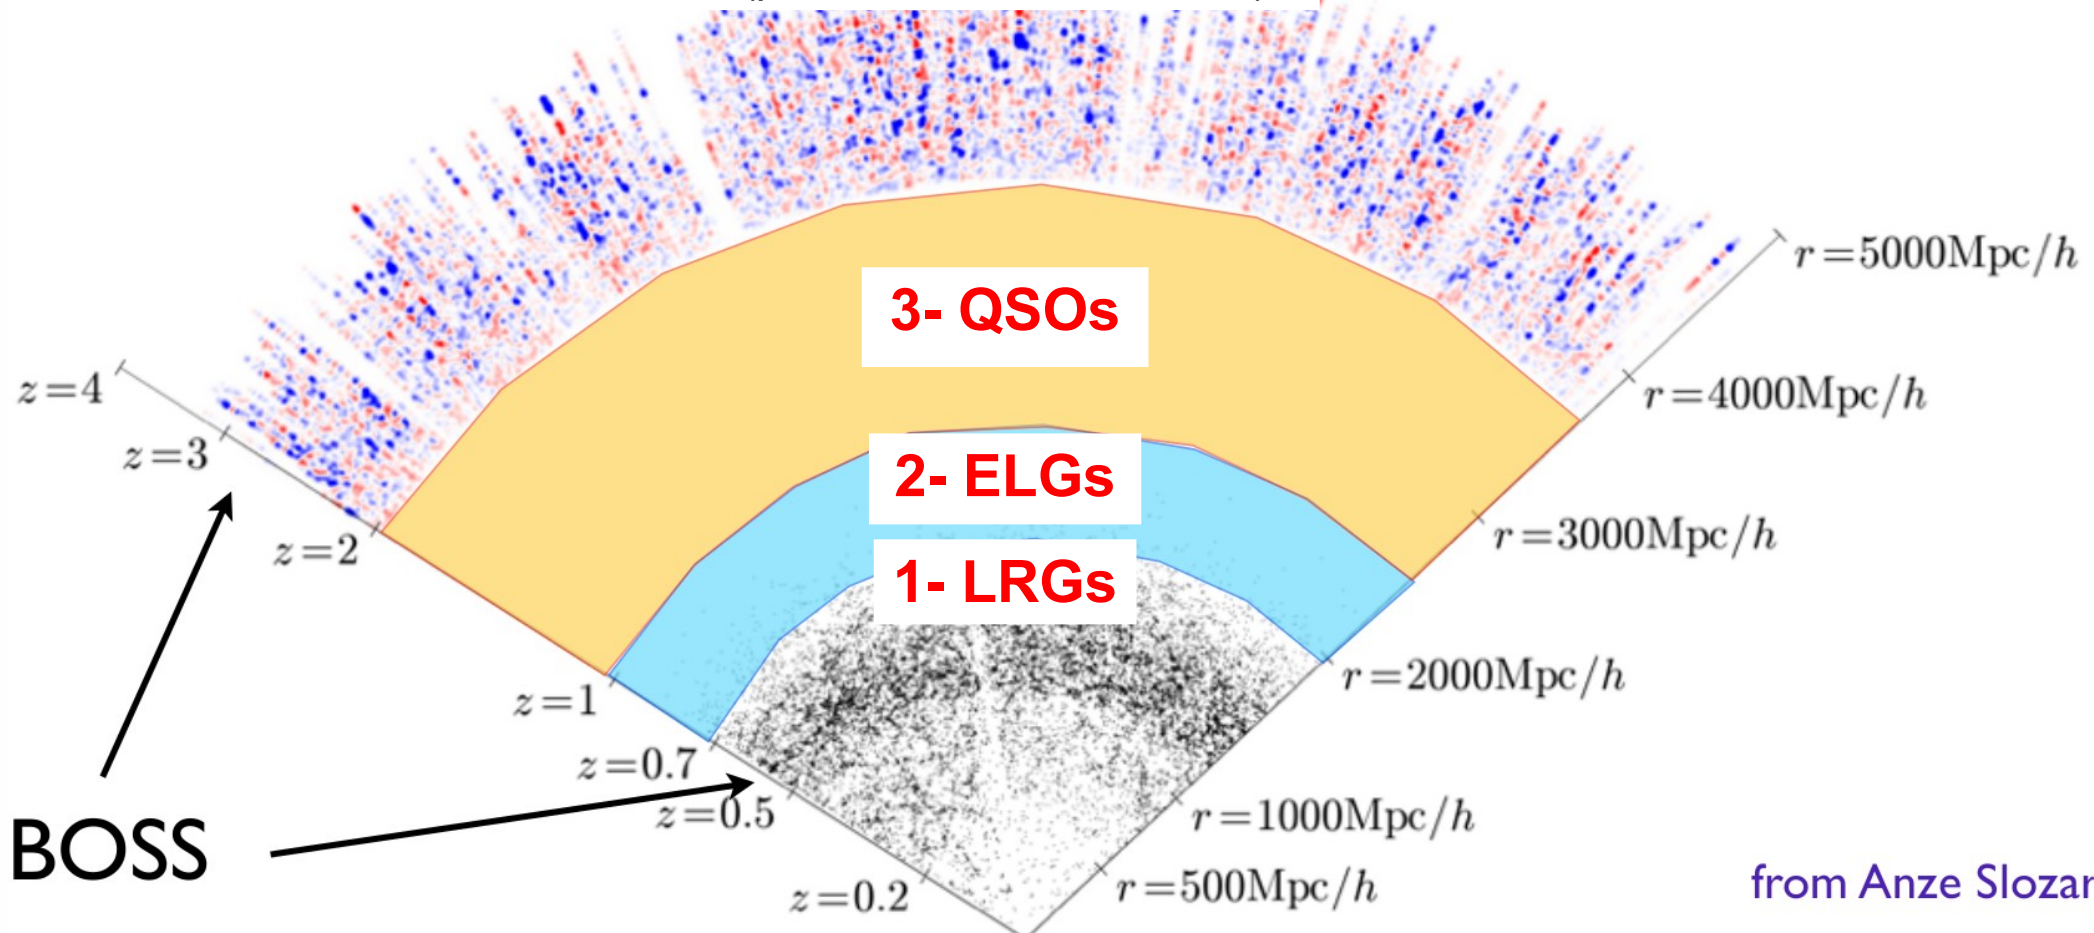 3- QSOs
2- ELGs
1- LRGs
z=4
z=3
z=2
z=1
z=0.7
z=0.5
z=0.2
r=5000Mpc/h
r=4000Mpc/h
r=3000Mpc/h
r=2000Mpc/h
r=1000Mpc/h
r=500Mpc/h
BOSS
from Anze Slozar